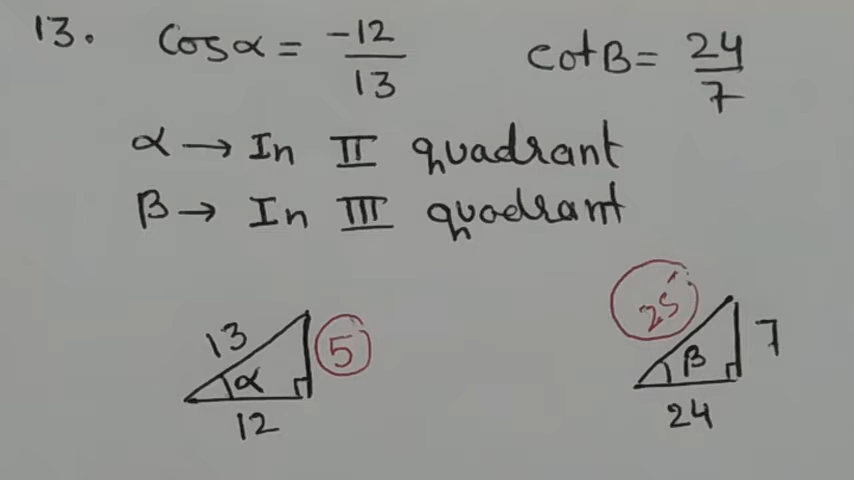 13. Cosα = -12/13 cotβ = 24/7
α → In II quadrant
β → In III quadrant
13 5 25 7
α β
12 24